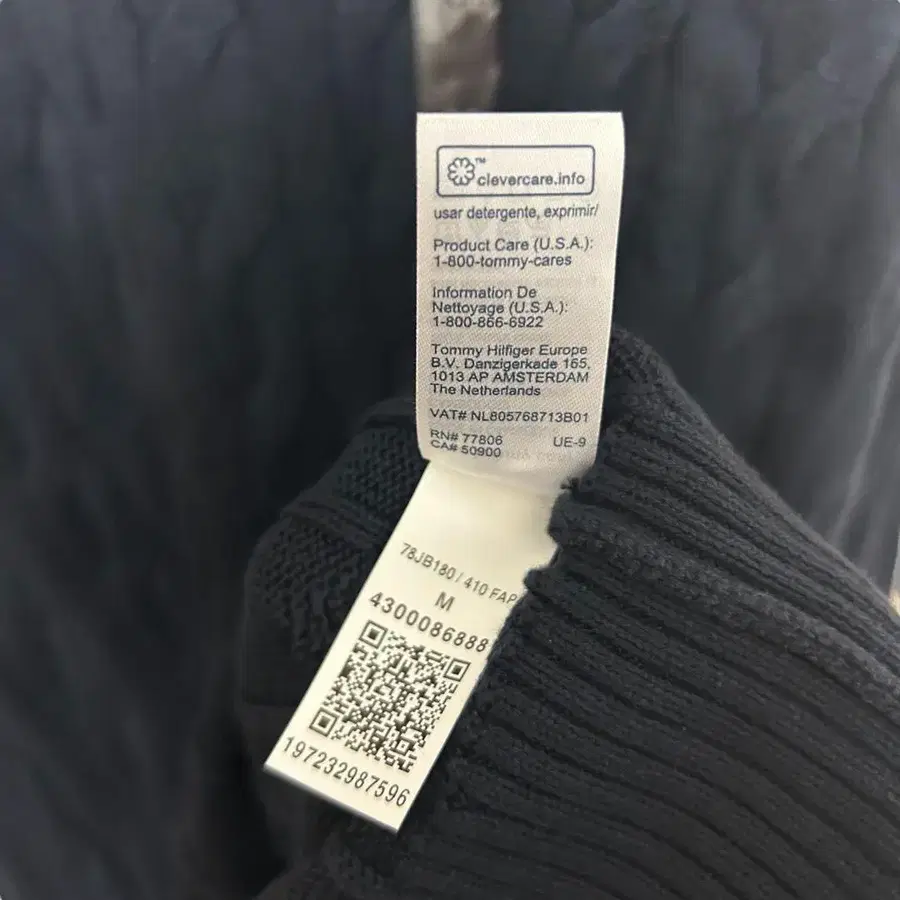 clevercare.info
™
usar detergente, exprimir/
Product Care (U.S.A.):
1-800-tommy-cares
Information De
Nettoyage (U.S.A.):
1-800-866-6922
Tommy Hilfiger Europe
B.V. Danzigerkade 165,
1013 AP AMSTERDAM
The Netherlands
VAT# NL805768713B01
RN# 77806 UE-9
CA# 50900
78JB180 / 410 FAP
M
4300086888
197232987596